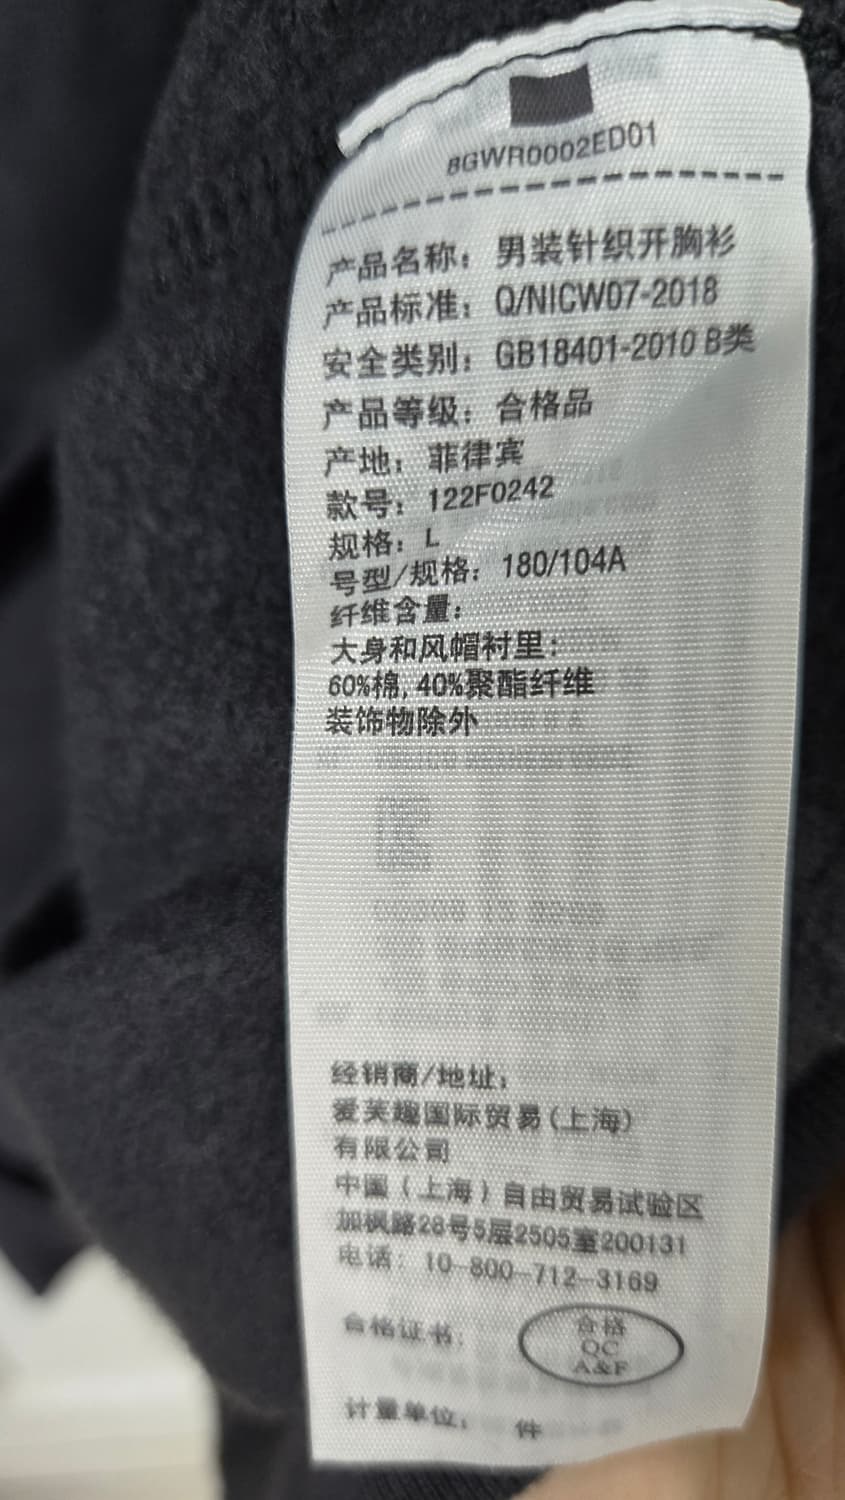 8GWR0002ED01
产品名称：男装针织开胸衫
产品标准：Q/NICW07-2018
安全类别：GB18401-2010 B类
产品等级：合格品
产地：菲律宾
款号：122F0242
规格：L
号型/规格：180/104A
纤维含量：
大身和风帽衬里：
60%棉, 40%聚酯纤维
装饰物除外
经销商/地址：
爱芙趣国际贸易(上海)
有限公司
中国(上海)自由贸易试验区
加枫路28号5层2505室200131
电话：10-800-712-3169
合格证书：
合格
QC
A&F
计量单位： 件